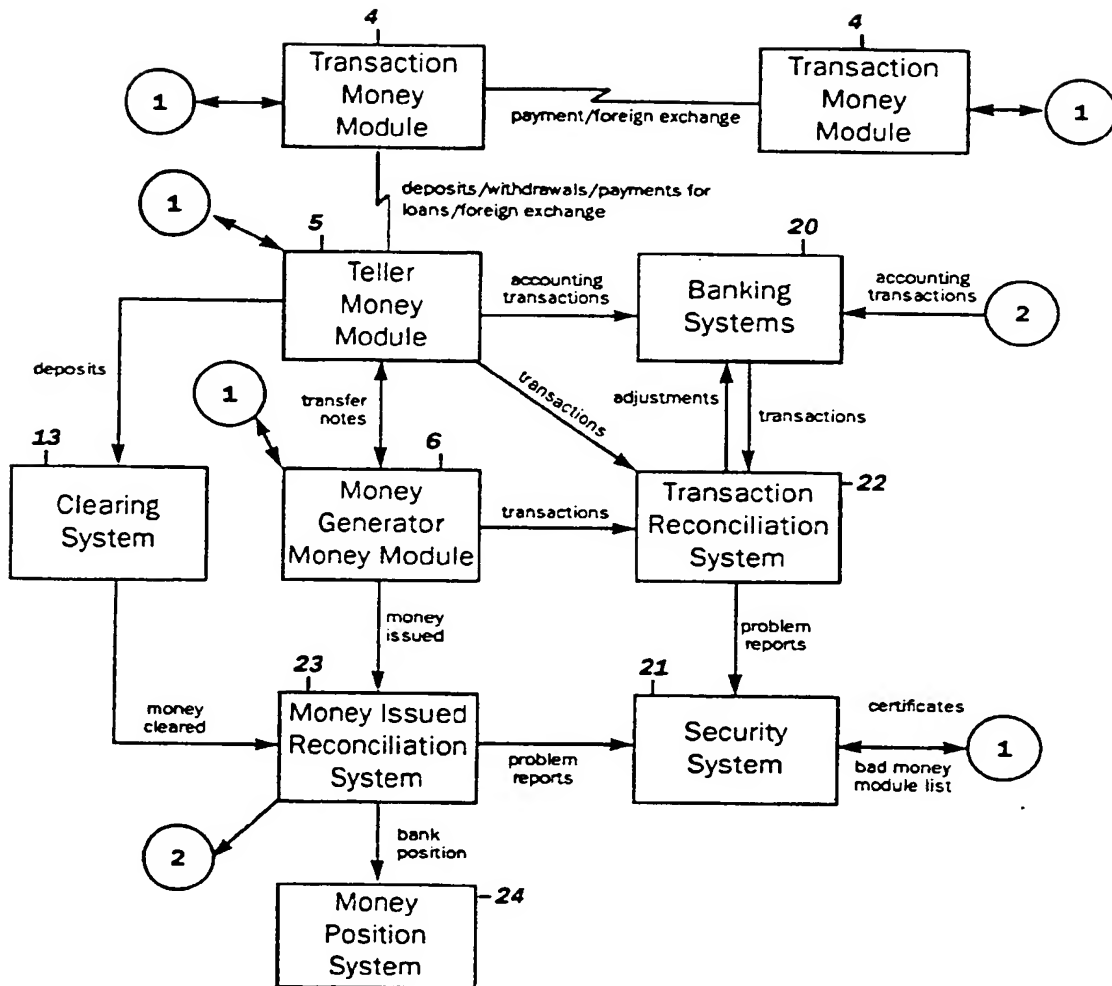 4
4
Transaction
Money
Module
Transaction
Money
Module
1
1
payment/foreign exchange
deposits/withdrawals/payments for
loans/foreign exchange
1
5
20
Teller
Money
Module
accounting
transactions
Banking
Systems
accounting
transactions
2
deposits
1
transfer
notes
transactions
adjustments
transactions
13
6
22
Clearing
System
Money
Generator
Money Module
transactions
Transaction
Reconciliation
System
money
issued
problem
reports
23
21
money
cleared
Money Issued
Reconciliation
System
problem
reports
Security
System
certificates
bad money
module list
1
2
bank
position
24
Money
Position
System